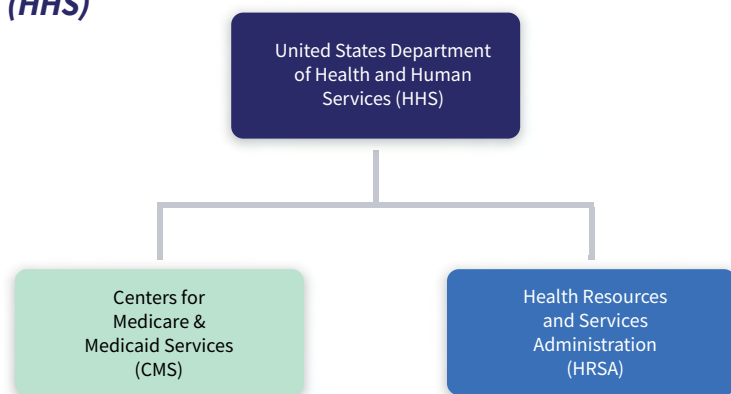 (HHS)
United States Department
of Health and Human
Services (HHS)
Centers for
Medicare &
Medicaid Services
(CMS)
Health Resources
and Services
Administration
(HRSA)